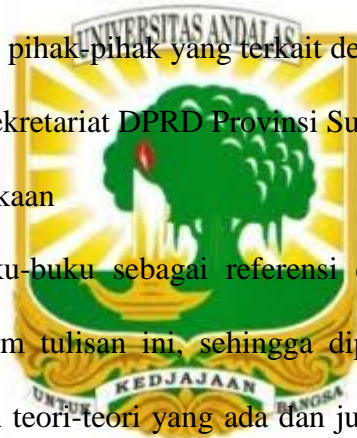 UNIVERSITAS ANDALAS
pihak-pihak yang terkait de
ekretariat DPRD Provinsi Su
kaan
ku-buku sebagai referensi
m tulisan ini, sehingga dip
UNTUK KEDJAJAAN BANGSA
teori-teori yang ada dan ju